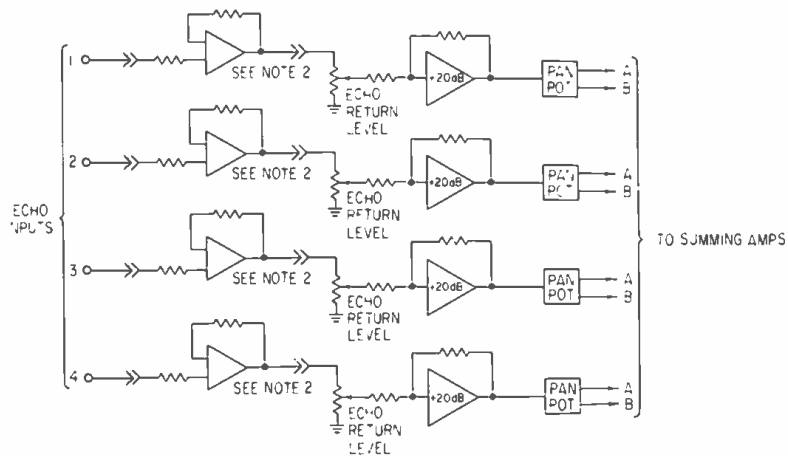 1
SEE NOTE 2
ECHO
RETURN
LEVEL
+20dB
PAN
POT
A
B
2
SEE NOTE 2
ECHO
RETURN
LEVEL
+20dB
PAN
POT
A
B
ECHO
INPUTS
TO SUMMING AMPS
3
SEE NOTE 2
ECHO
RETURN
LEVEL
+20dB
PAN
POT
A
B
4
SEE NOTE 2
ECHO
RETURN
LEVEL
+20dB
PAN
POT
A
B